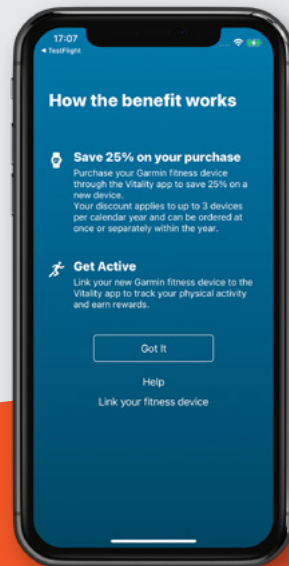 17:07
◀ TestFlight
How the benefit works
Save 25% on your purchase
Purchase your Garmin fitness device
through the Vitality app to save 25% on a
new device.
Your discount applies to up to 3 devices
per calendar year and can be ordered at
once or separately within the year.
Get Active
Link your new Garmin fitness device to the
Vitality app to track your physical activity
and earn rewards.
Got It
Help
Link your fitness device